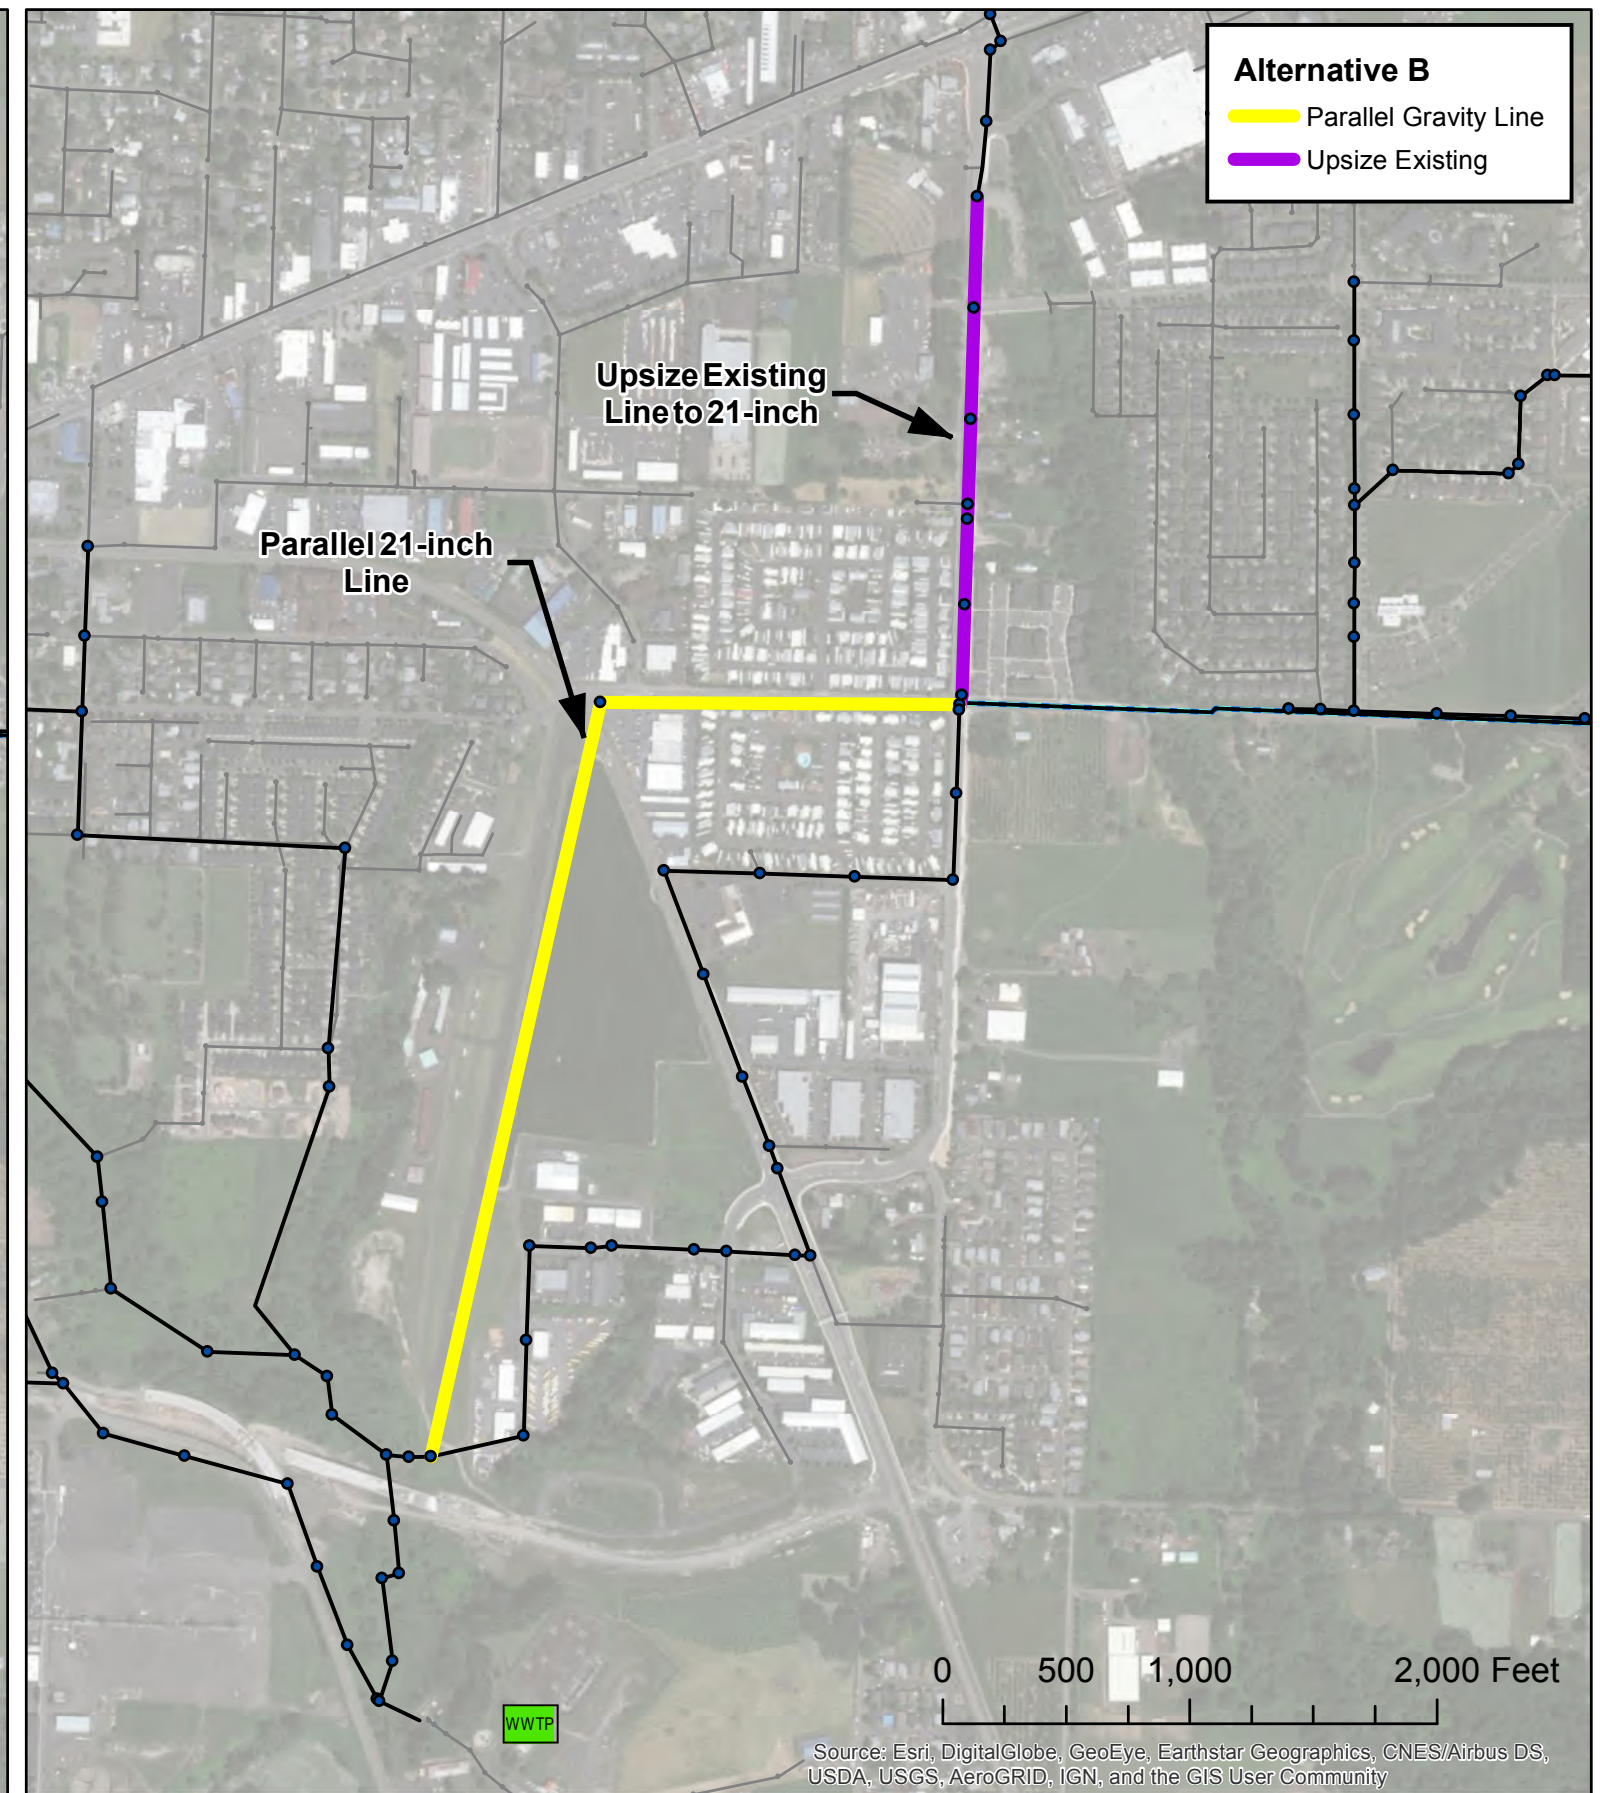 Alternative B
Parallel Gravity Line
Upsize Existing
Upsize Existing
Line to 21-inch
Parallel 21-inch
Line
0 500 1,000 2,000 Feet
WWTP
Source: Esri, DigitalGlobe, GeoEye, Earthstar Geographics, CNES/Airbus DS,
USDA, USGS, AeroGRID, IGN, and the GIS User Community